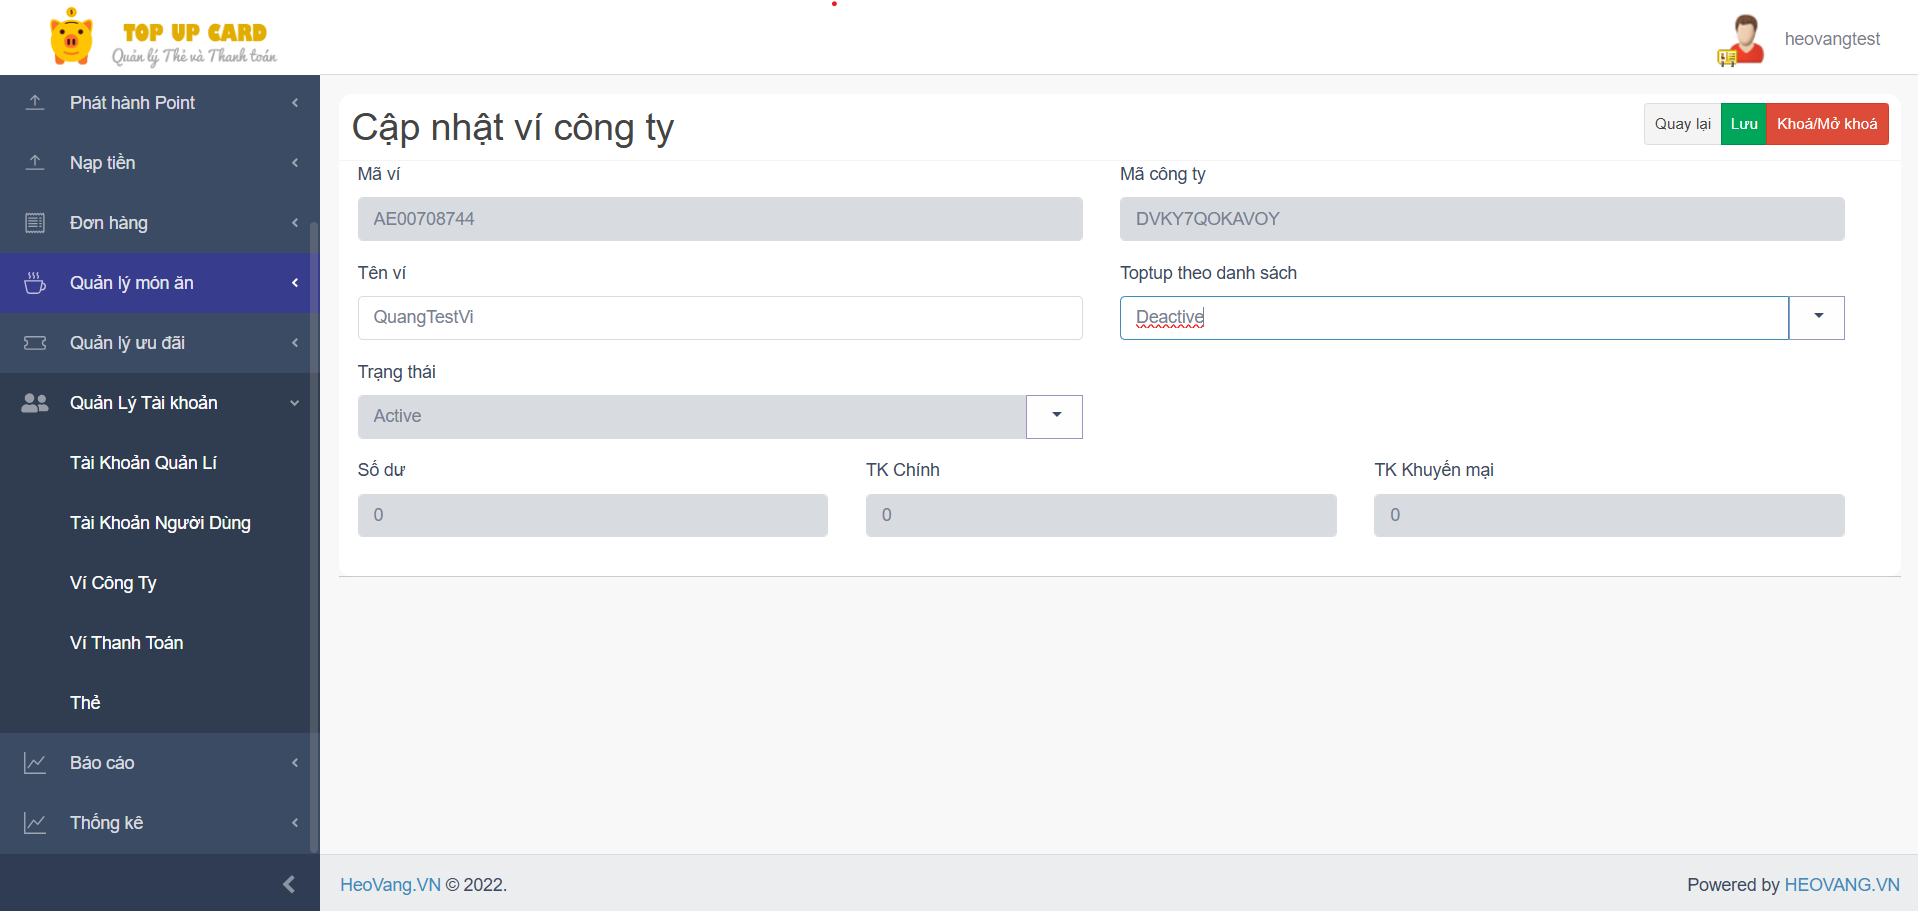 TOP UP CARD
Quản lý Thẻ và Thanh toán
heovangtest
Phát hành Point
Nạp tiền
Đơn hàng
Quản lý món ăn
Quản lý ưu đãi
Quản Lý Tài khoản
Tài Khoản Quản Lí
Tài Khoản Người Dùng
Ví Công Ty
Ví Thanh Toán
Thẻ
Báo cáo
Thống kê
Cập nhật ví công ty
Quay lại Lưu Khoá/Mở khoá
Mã ví
AE00708744
Mã công ty
DVKY7QOKAVOY
Tên ví
QuangTestVi
Toptup theo danh sách
Deactive
Trạng thái
Active
Số dư
0
TK Chính
0
TK Khuyến mại
0
HeoVang.VN © 2022.
Powered by HEOVANG.VN